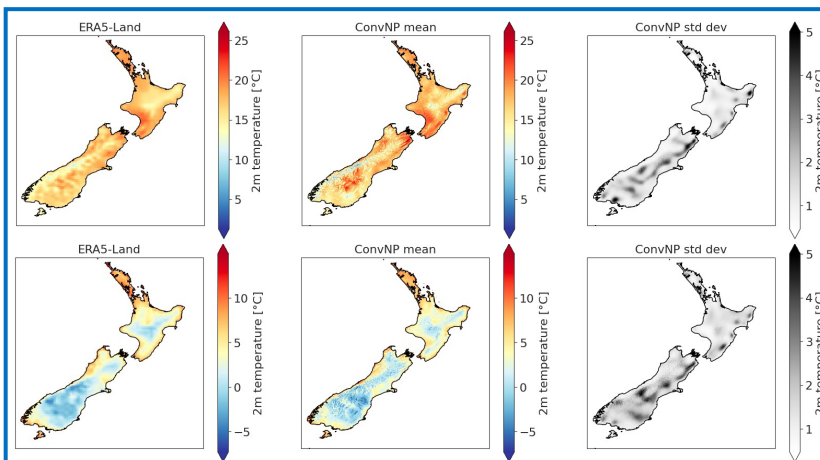 ERA5-Land
25
20
15
10
5
2m temperature [°C]
ConvNP mean
25
20
15
10
5
2m temperature [°C]
ConvNP std dev
5
4
3
2
1
2m temperature [°C]
ERA5-Land
10
5
0
−5
2m temperature [°C]
ConvNP mean
10
5
0
−5
2m temperature [°C]
ConvNP std dev
5
4
3
2
1
2m temperature [°C]